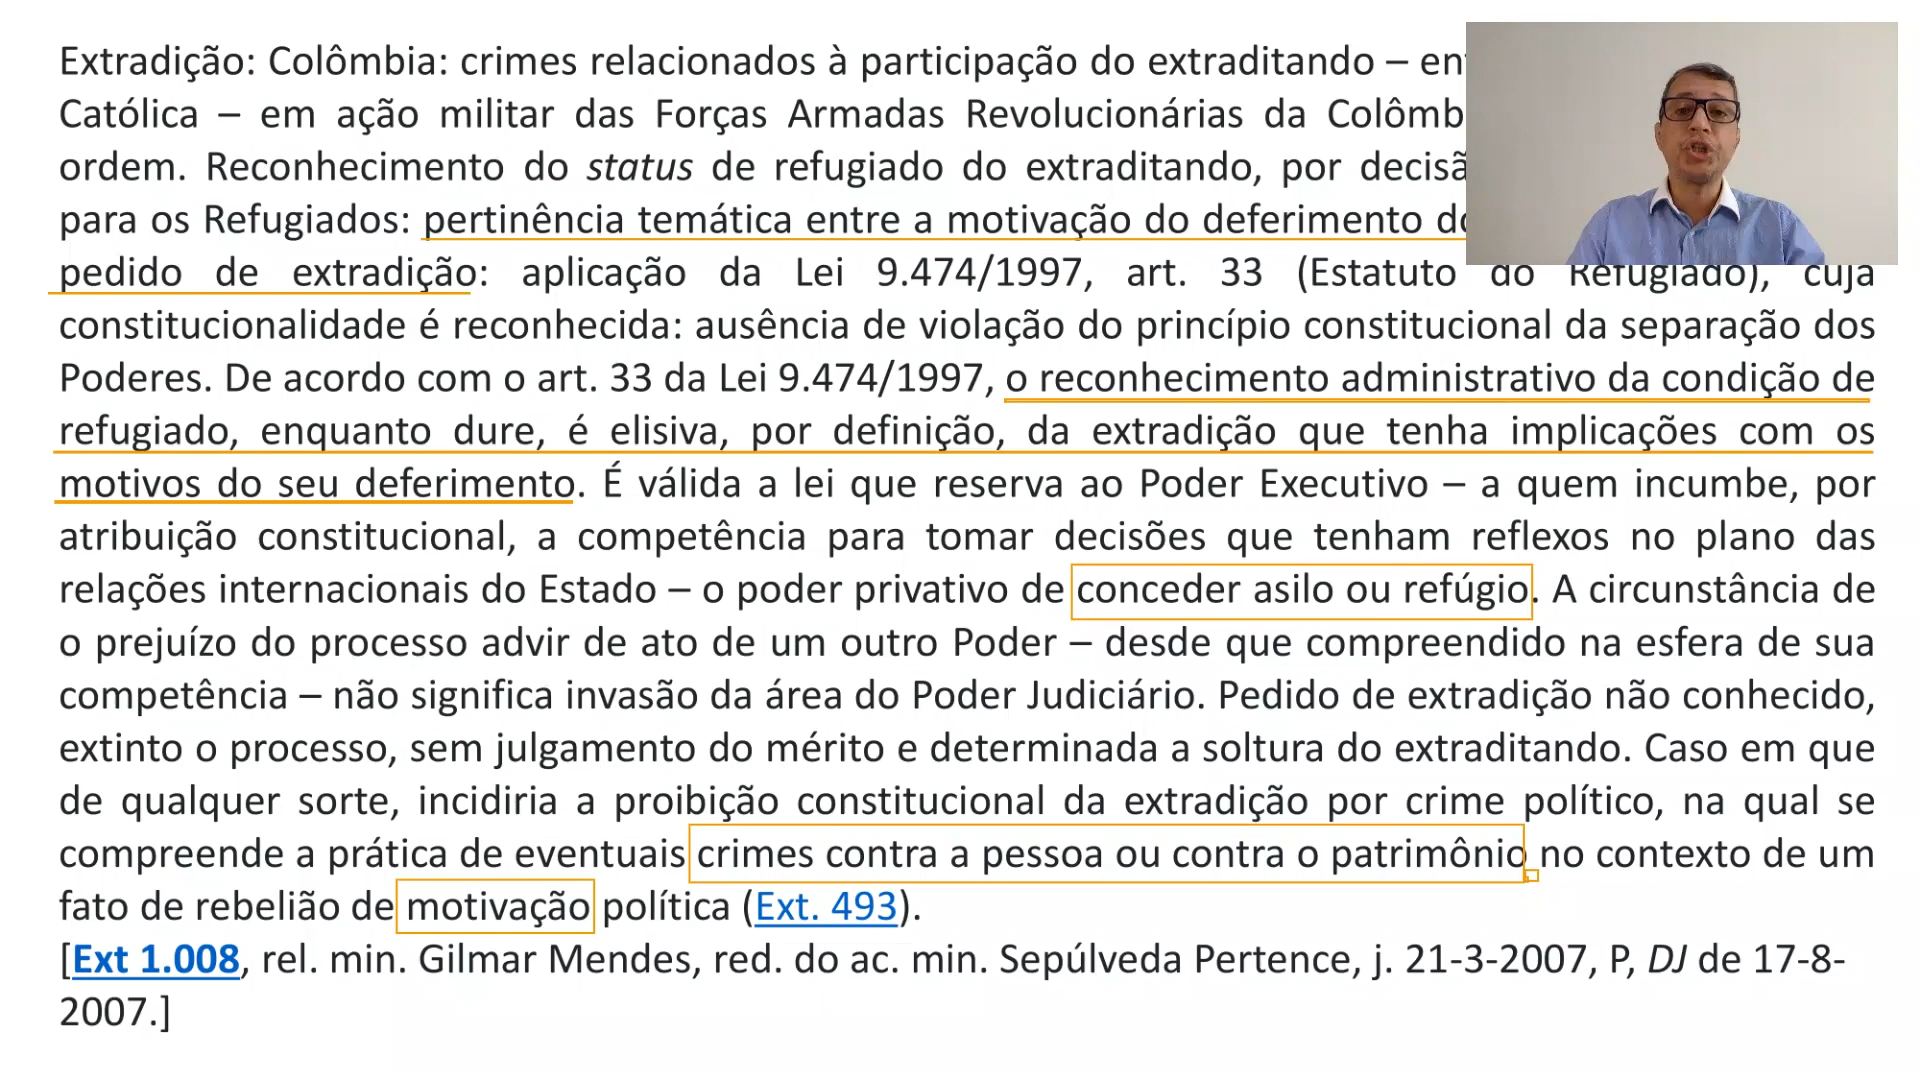 Extradição: Colômbia: crimes relacionados à participação do extraditando –
Católica – em ação militar das Forças Armadas Revolucionárias da
ordem. Reconhecimento do status de refugiado do extraditando, por
para os Refugiados: pertinência temática entre a motivação do deferimento
pedido de extradição: aplicação da Lei 9.474/1997, art. 33 (Estatuto do Refugiado), cuja
constitucionalidade é reconhecida: ausência de violação do princípio constitucional da separação dos
Poderes. De acordo com o art. 33 da Lei 9.474/1997, o reconhecimento administrativo da condição de
refugiado, enquanto dure, é elisiva, por definição, da extradição que tenha implicações com os
motivos do seu deferimento. É válida a lei que reserva ao Poder Executivo – a quem incumbe, por
atribuição constitucional, a competência para tomar decisões que tenham reflexos no plano das
relações internacionais do Estado – o poder privativo de conceder asilo ou refúgio. A circunstância de
o prejuízo do processo advir de ato de um outro Poder – desde que compreendido na esfera de sua
competência – não significa invasão da área do Poder Judiciário. Pedido de extradição não conhecido,
extinto o processo, sem julgamento do mérito e determinada a soltura do extraditando. Caso em que
de qualquer sorte, incidiria a proibição constitucional da extradição por crime político, na qual se
compreende a prática de eventuais crimes contra a pessoa ou contra o patrimônio no contexto de um
fato de rebelião de motivação política (Ext. 493).
[Ext 1.008, rel. min. Gilmar Mendes, red. do ac. min. Sepúlveda Pertence, j. 21-3-2007, P, DJ de 17-8-
2007.]